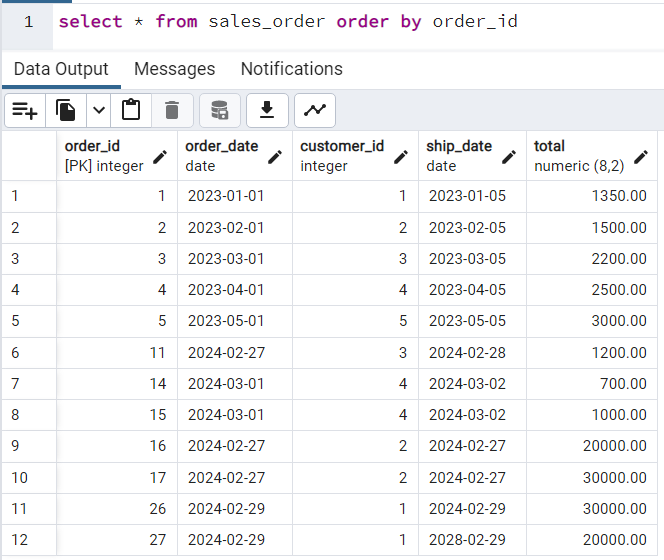 1 select * from sales_order order by order_id
Data Output Messages Notifications
order_id order_date customer_id ship_date total
[PK] integer date integer date numeric (8,2)
1 1 2023-01-01 1 2023-01-05 1350.00
2 2 2023-02-01 2 2023-02-05 1500.00
3 3 2023-03-01 3 2023-03-05 2200.00
4 4 2023-04-01 4 2023-04-05 2500.00
5 5 2023-05-01 5 2023-05-05 3000.00
6 11 2024-02-27 3 2024-02-28 1200.00
7 14 2024-03-01 4 2024-03-02 700.00
8 15 2024-03-01 4 2024-03-02 1000.00
9 16 2024-02-27 2 2024-02-27 20000.00
10 17 2024-02-27 2 2024-02-27 30000.00
11 26 2024-02-29 1 2024-02-29 30000.00
12 27 2024-02-29 1 2028-02-29 20000.00